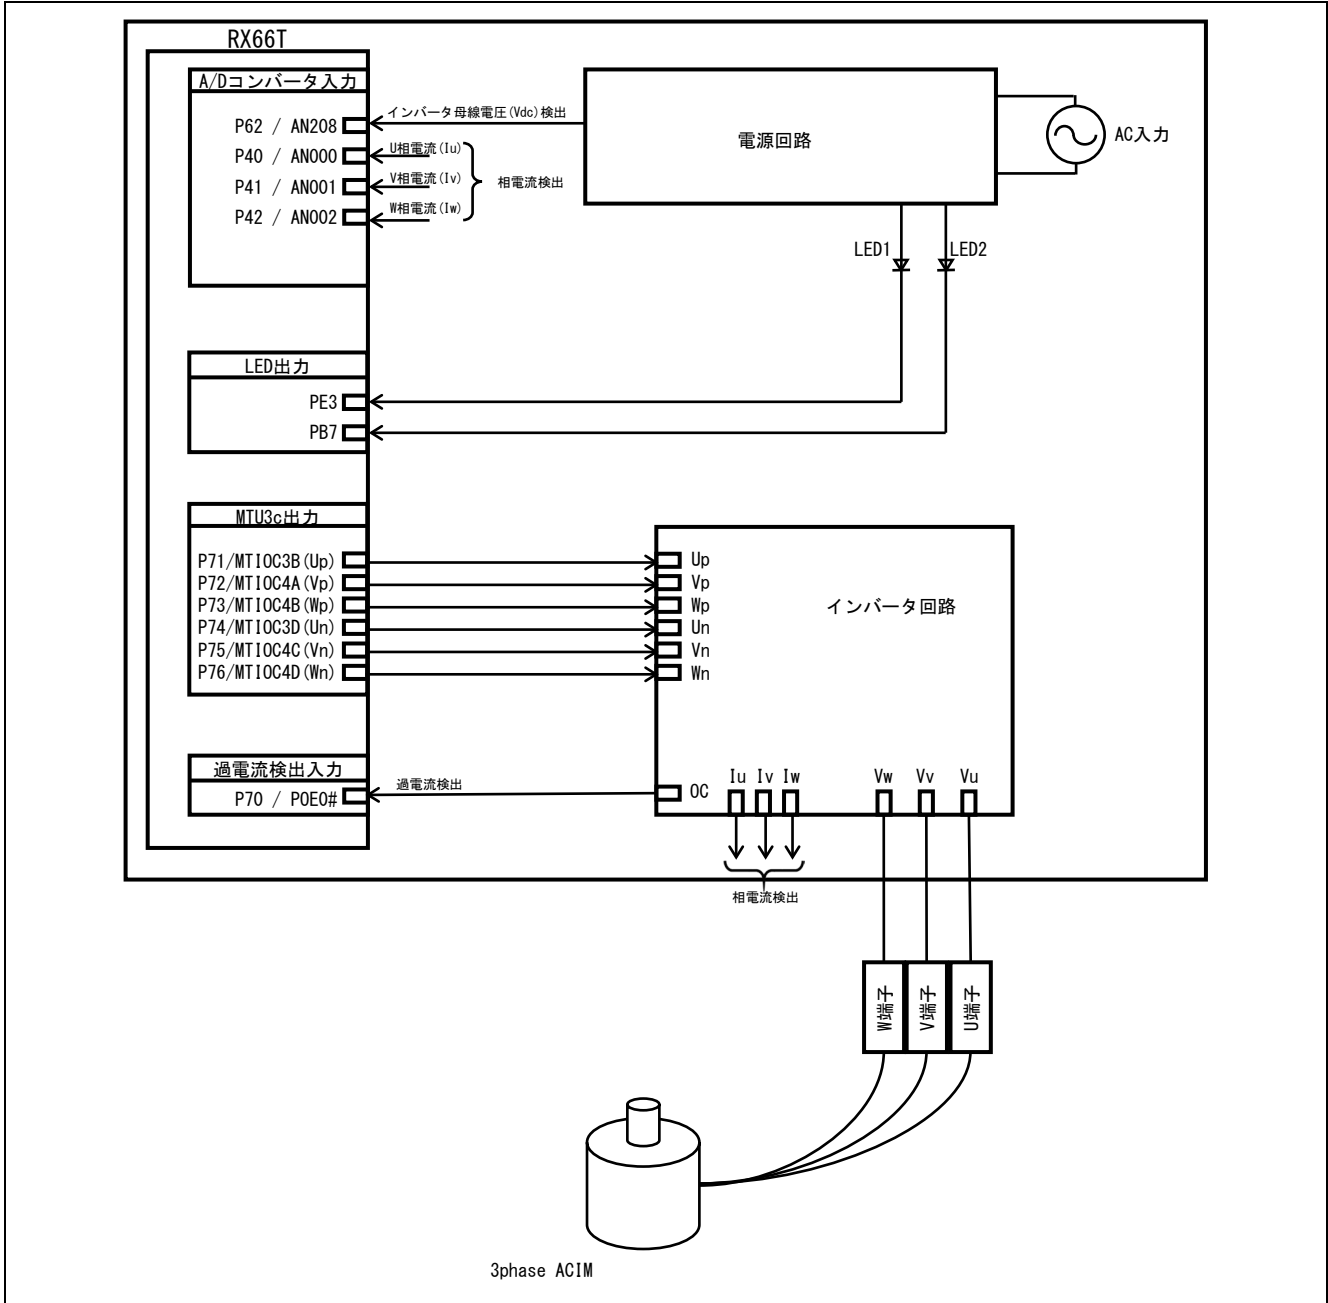 RX66T
A/Dコンバータ入力
P62 / AN208
P40 / AN000
P41 / AN001
P42 / AN002
インバータ母線電圧(Vdc)検出
U相電流(Iu)
V相電流(Iv)
W相電流(Iw)
相電流検出
電源回路
AC入力
LED1
LED2
LED出力
PE3
PB7
MTU3c出力
P71/MTIOC3B(Up)
P72/MTIOC4A(Vp)
P73/MTIOC4B(Wp)
P74/MTIOC3D(Un)
P75/MTIOC4C(Vn)
P76/MTIOC4D(Wn)
Up
Vp
Wp
Un
Vn
Wn
インバータ回路
過電流検出入力
P70 / POE0#
過電流検出
OC
Iu Iv Iw
Vw Vv Vu
相電流検出
W端子
V端子
U端子
3phase ACIM